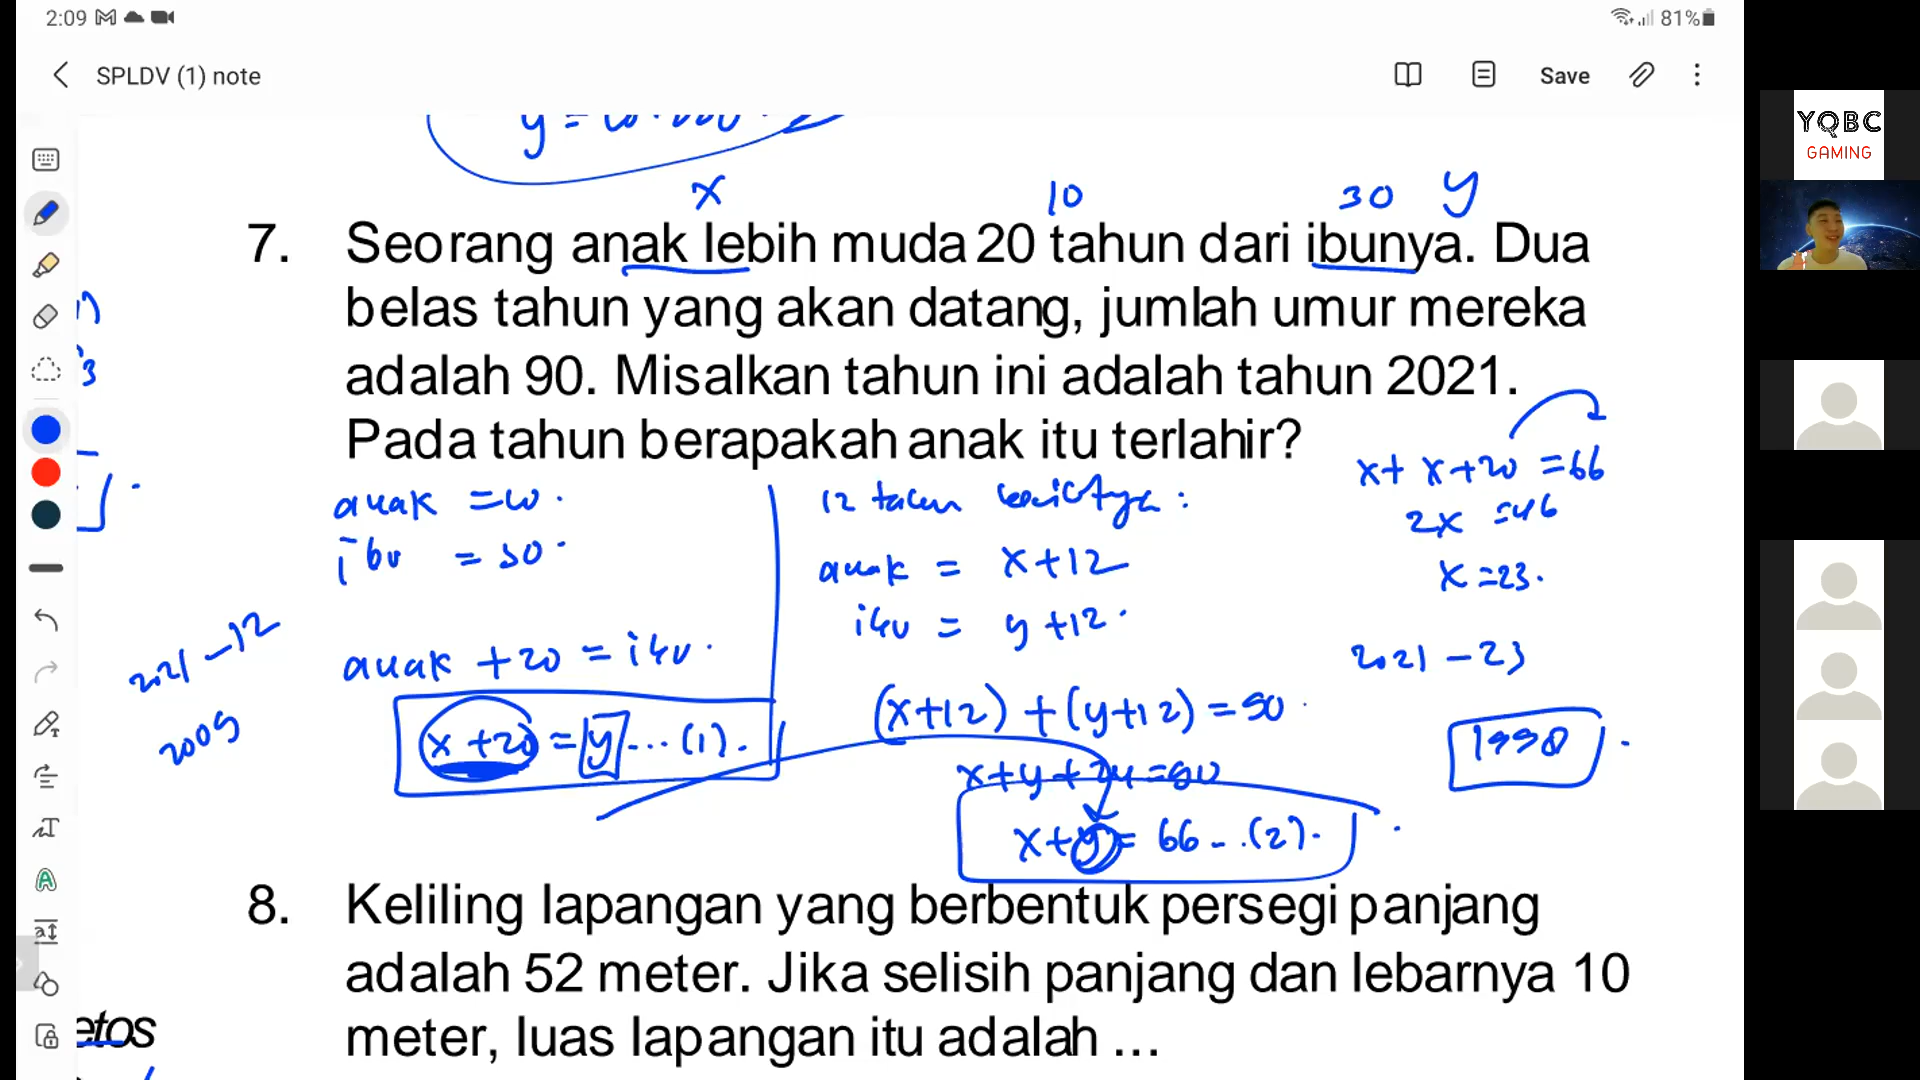 2:09
81%
SPLDV (1) note
Save
YQBC
GAMING
x 10 30 y
7. Seorang anak lebih muda 20 tahun dari ibunya. Dua
belas tahun yang akan datang, jumlah umur mereka
adalah 90. Misalkan tahun ini adalah tahun 2021.
Pada tahun berapakah anak itu terlahir?
anak = 10.
ibu = 30.
anak + 20 = ibu.
x + 20 = y ... (1).
2021 - 12
2009
12 tahun
anak = x + 12
ibu = y + 12.
(x+12) + (y+12) = 90.
x + y + 24 = 90
x + y = 66 ... (2).
x + x + 20 = 66
2x = 46
x = 23.
2021 - 23
1998.
8. Keliling lapangan yang berbentuk persegi panjang
adalah 52 meter. Jika selisih panjang dan lebarnya 10
meter, luas lapangan itu adalah ...
etos